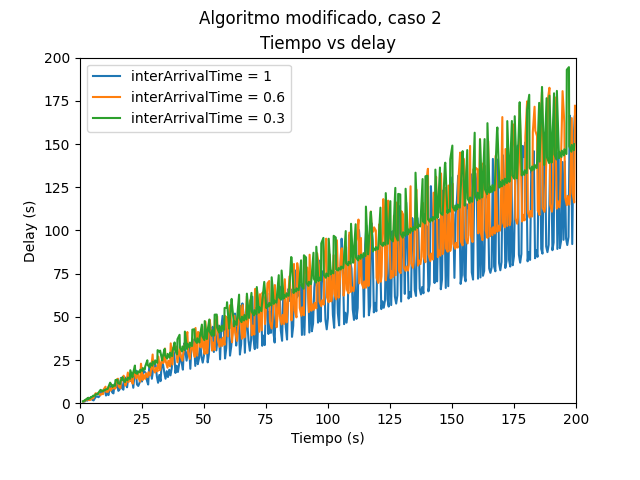 Algoritmo modificado, caso 2
Tiempo vs delay
interArrivalTime = 1
interArrivalTime = 0.6
interArrivalTime = 0.3
Delay (s)
200
175
150
125
100
75
50
25
0
0 25 50 75 100 125 150 175 200
Tiempo (s)